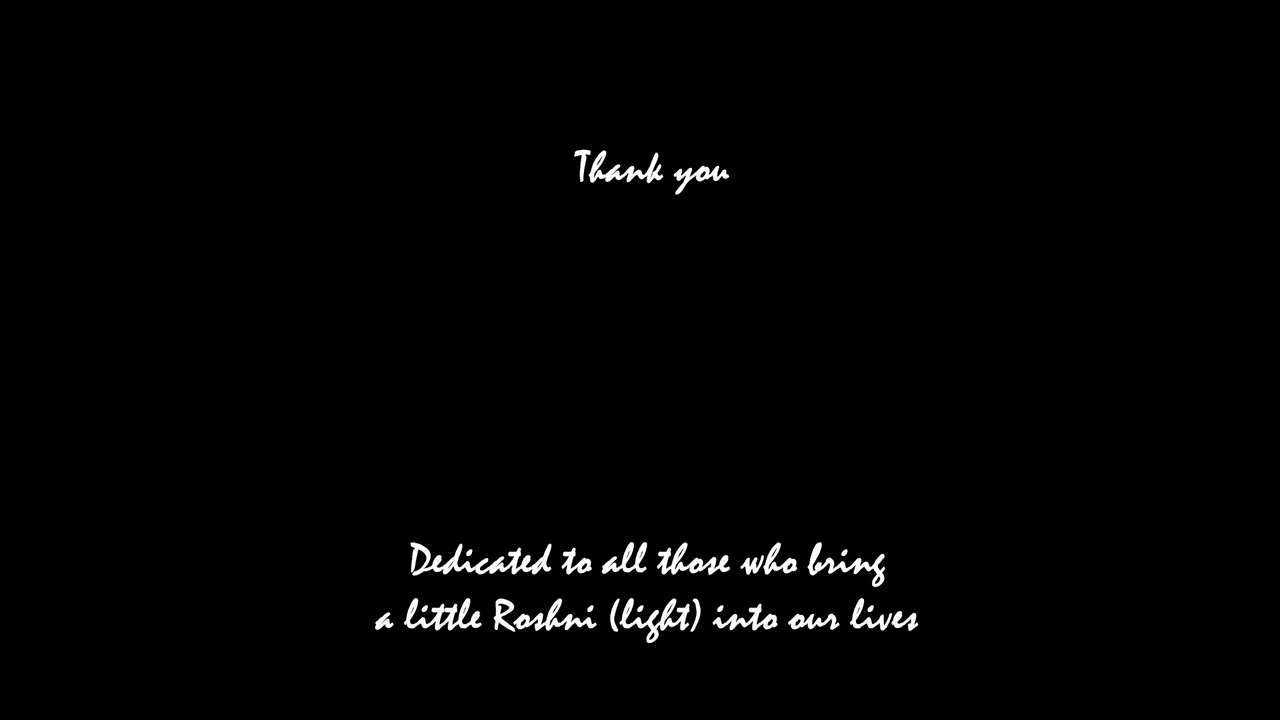 Thank you
Dedicated to all those who bring
a little Roshni (light) into our lives